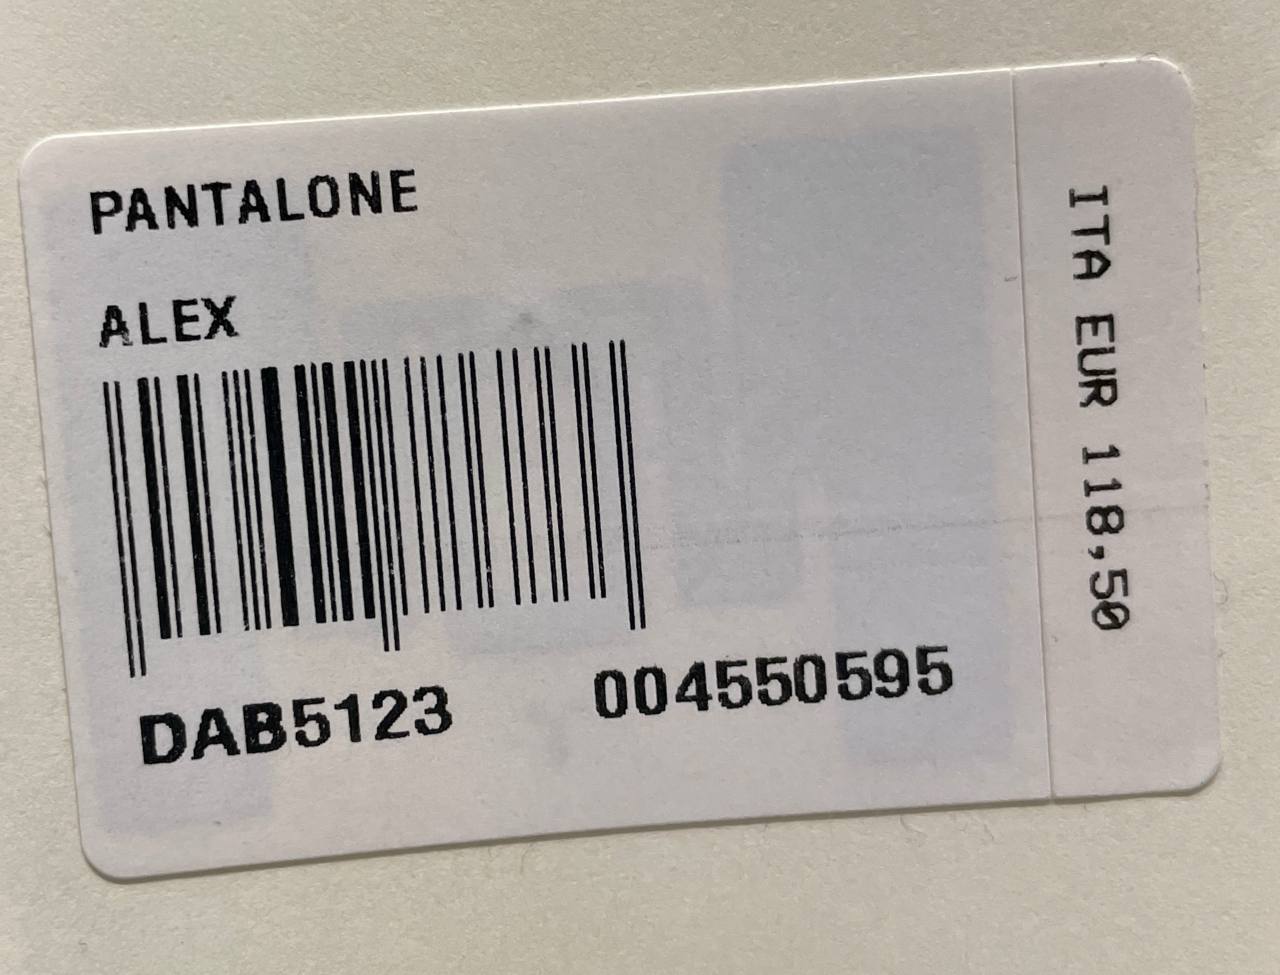 PANTALONE
ALEX
DAB5123 004550595
ITA EUR 118,50